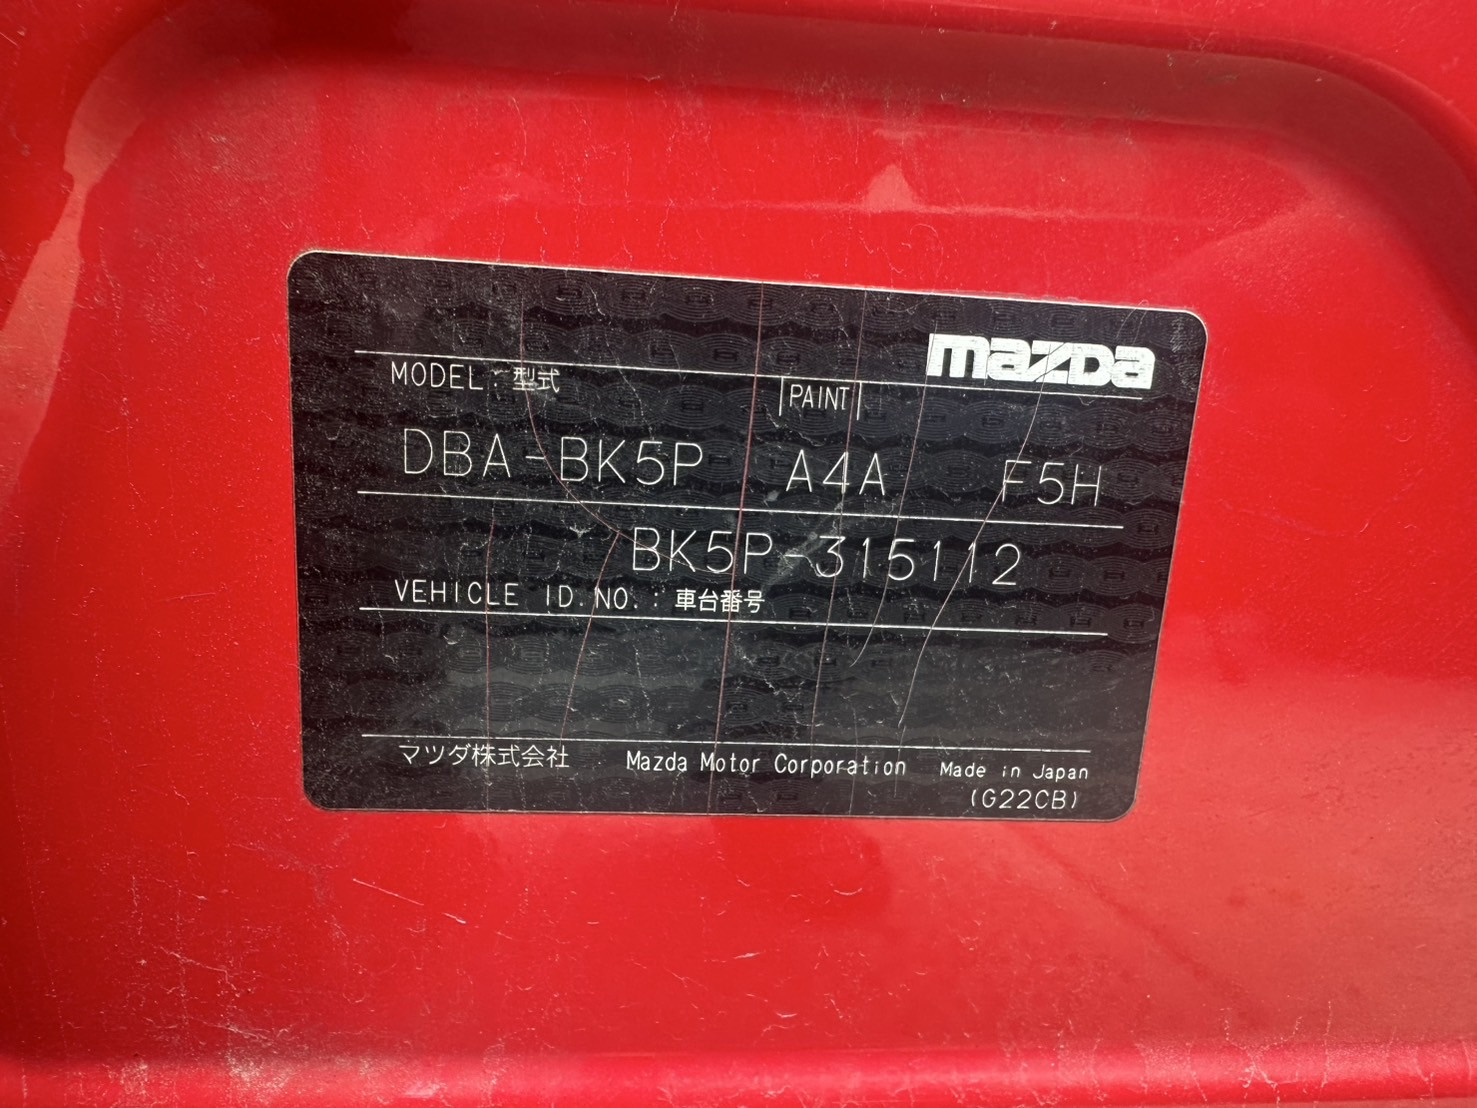 mazda
MODEL : 型式 PAINT
DBA-BK5P A4A F5H
BK5P-315112
VEHICLE ID. NO. : 車台番号
マツダ株式会社 Mazda Motor Corporation Made in Japan
(G22CB)